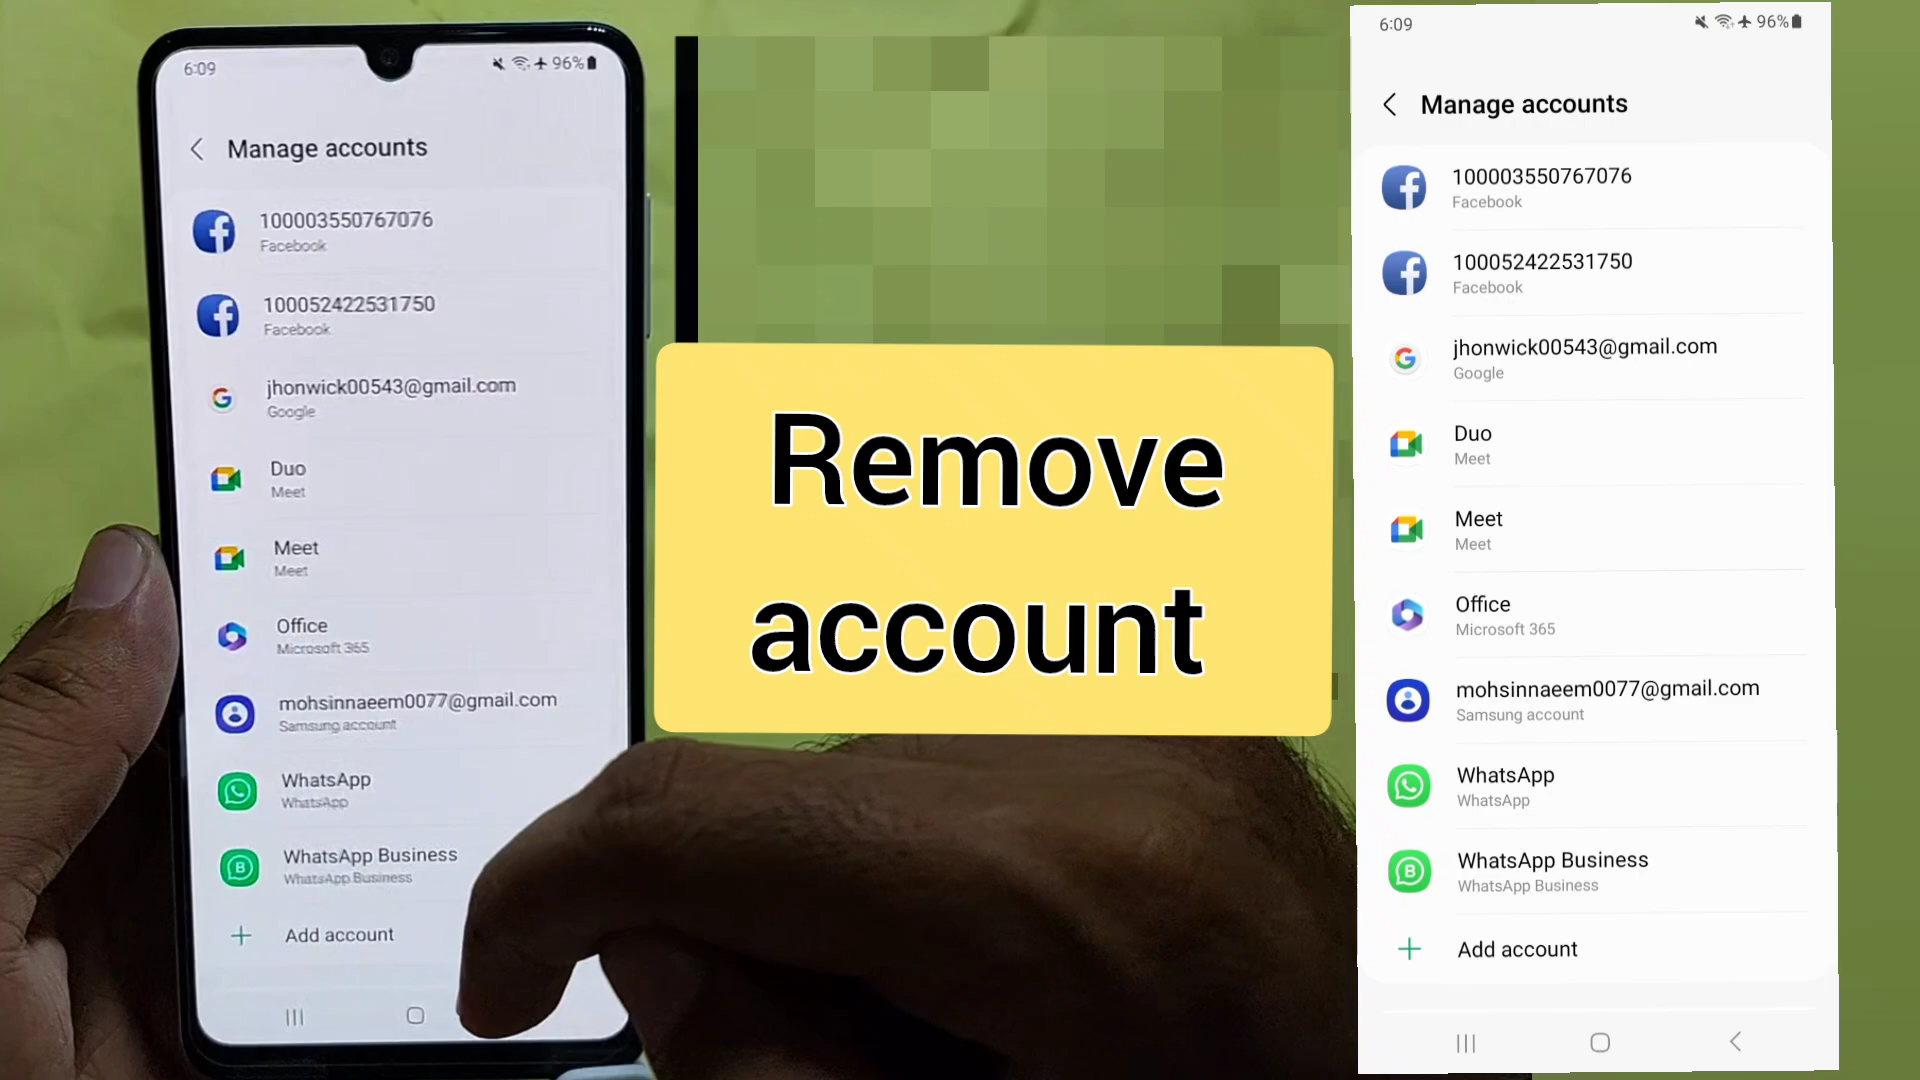 6:09
96%
Manage accounts
100003550767076
Facebook
100052422531750
Facebook
jhonwick00543@gmail.com
Google
Duo
Meet
Meet
Meet
Office
Microsoft 365
mohsinnaeem0077@gmail.com
Samsung account
WhatsApp
WhatsApp
WhatsApp Business
WhatsApp Business
Add account
Remove
account
6:09
96%
Manage accounts
100003550767076
Facebook
100052422531750
Facebook
jhonwick00543@gmail.com
Google
Duo
Meet
Meet
Meet
Office
Microsoft 365
mohsinnaeem0077@gmail.com
Samsung account
WhatsApp
WhatsApp
WhatsApp Business
WhatsApp Business
Add account